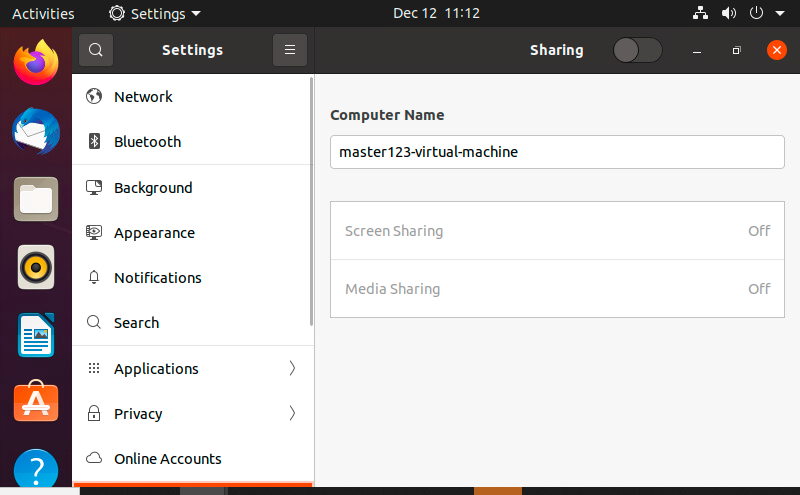 Activities Settings Dec 12 11:12
Settings Sharing
Network
Bluetooth
Background
Appearance
Notifications
Search
Applications
Privacy
Online Accounts
Computer Name
master123-virtual-machine
Screen Sharing Off
Media Sharing Off